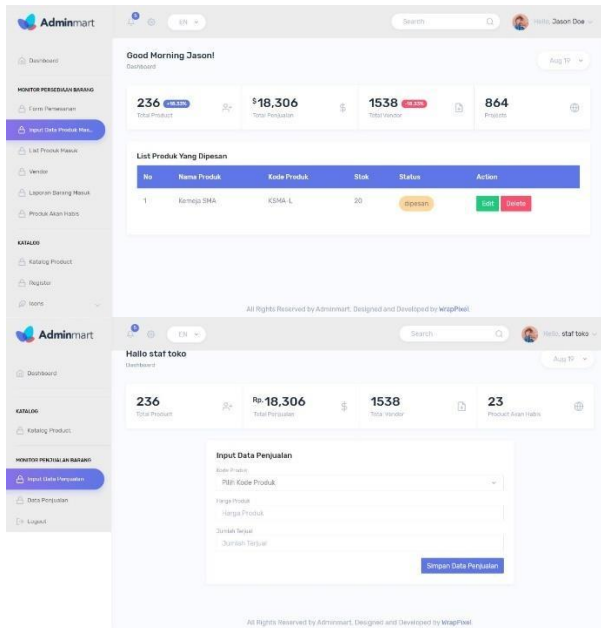 Adminmart
6
EN
Search
Hello, Jason Doe
Dashboard
Good Morning Jason!
Dashboard
Aug 19
MONITOR PERSEDIAAN BARANG
Form Pemesanan
Input Data Produk Mas...
List Produk Masuk
Vendor
Laporan Barang Masuk
Produk Akan Habis
KATALOG
Katalog Product
Register
Icons
236 +18.33%
Total Product
$18,306
Total Penjualan
1538 -18.33%
Total Vendor
864
Projects
List Produk Yang Dipesan
No Nama Produk Kode Produk Stok Status Action
1 Kemeja SMA KSMA-L 20 dipesan Edit Delete
All Rights Reserved by Adminmart. Designed and Developed by WrapPixel.
Adminmart
EN
Search
Hello, staf toko
Dashboard
Hallo staf toko
Dashboard
Aug 19
KATALOG
Katalog Product
MONITOR PENJUALAN BARANG
Input Data Penjualan
Data Penjualan
Logout
236
Total Product
Rp.18,306
Total Penjualan
1538
Total Vendor
23
Product Akan Habis
Input Data Penjualan
Kode Produk
Pilih Kode Produk
Harga Produk
Harga Produk
Jumlah Terjual
Jumlah Terjual
Simpan Data Penjualan
All Rights Reserved by Adminmart. Designed and Developed by WrapPixel.